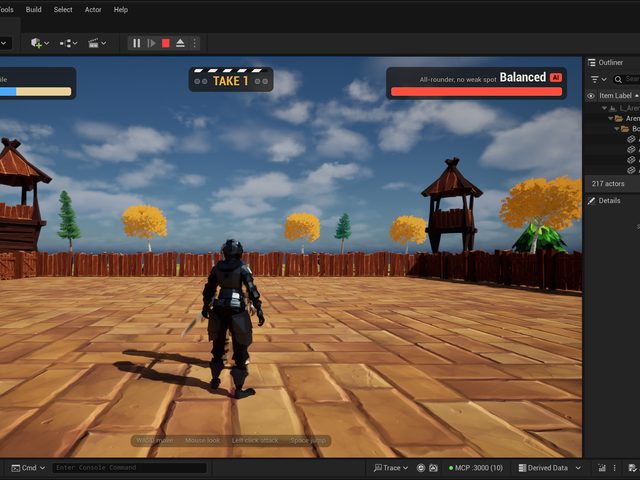 Tools Build Select Actor Help
Outliner
TAKE 1
All-rounder, no weak spot Balanced AI
Item Label
217 actors
Details
WASD move Mouse look Left click attack Space jump
Cmd Enter Console Command
Trace MCP :3000 (10) Derived Data